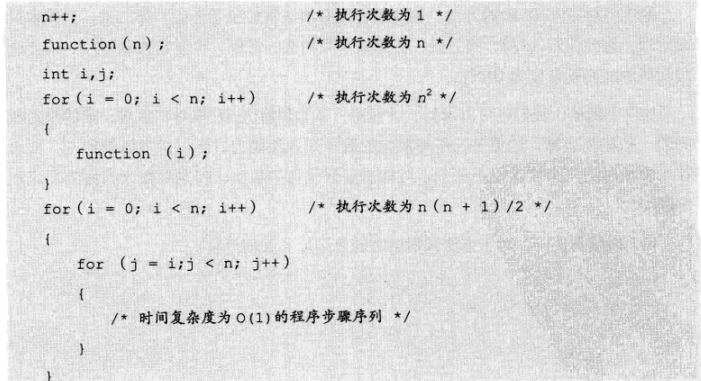 n++;                              /* 执行次数为 1 */
function(n);                      /* 执行次数为 n */
int i,j;
for(i = 0; i < n; i++)            /* 执行次数为 n² */
{
    function (i);
}
for(i = 0; i < n; i++)            /* 执行次数为 n(n + 1)/2 */
{
    for (j = i;j < n; j++)
    {
        /* 时间复杂度为 O(1)的程序步骤序列 */
    }
}